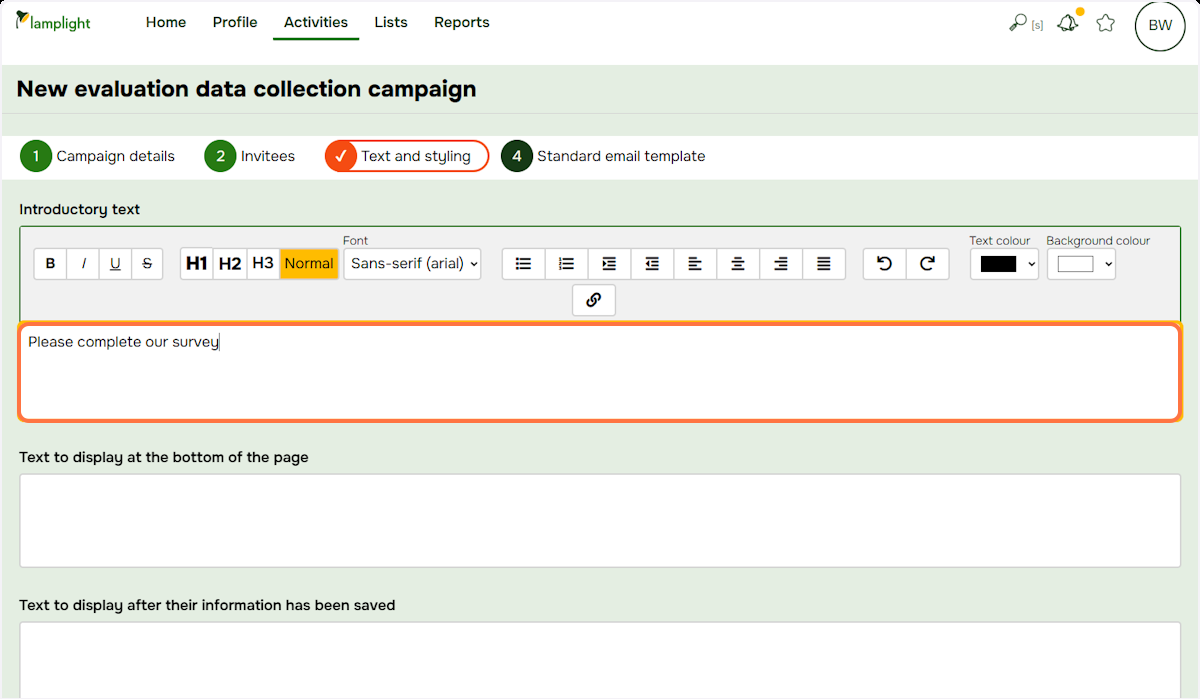 lamplight
Home Profile Activities Lists Reports
[s]
BW
New evaluation data collection campaign
1 Campaign details 2 Invitees ✓ Text and styling 4 Standard email template
Introductory text
Font Text colour Background colour
B I U S H1 H2 H3 Normal Sans-serif (arial)
Please complete our survey
Text to display at the bottom of the page
Text to display after their information has been saved